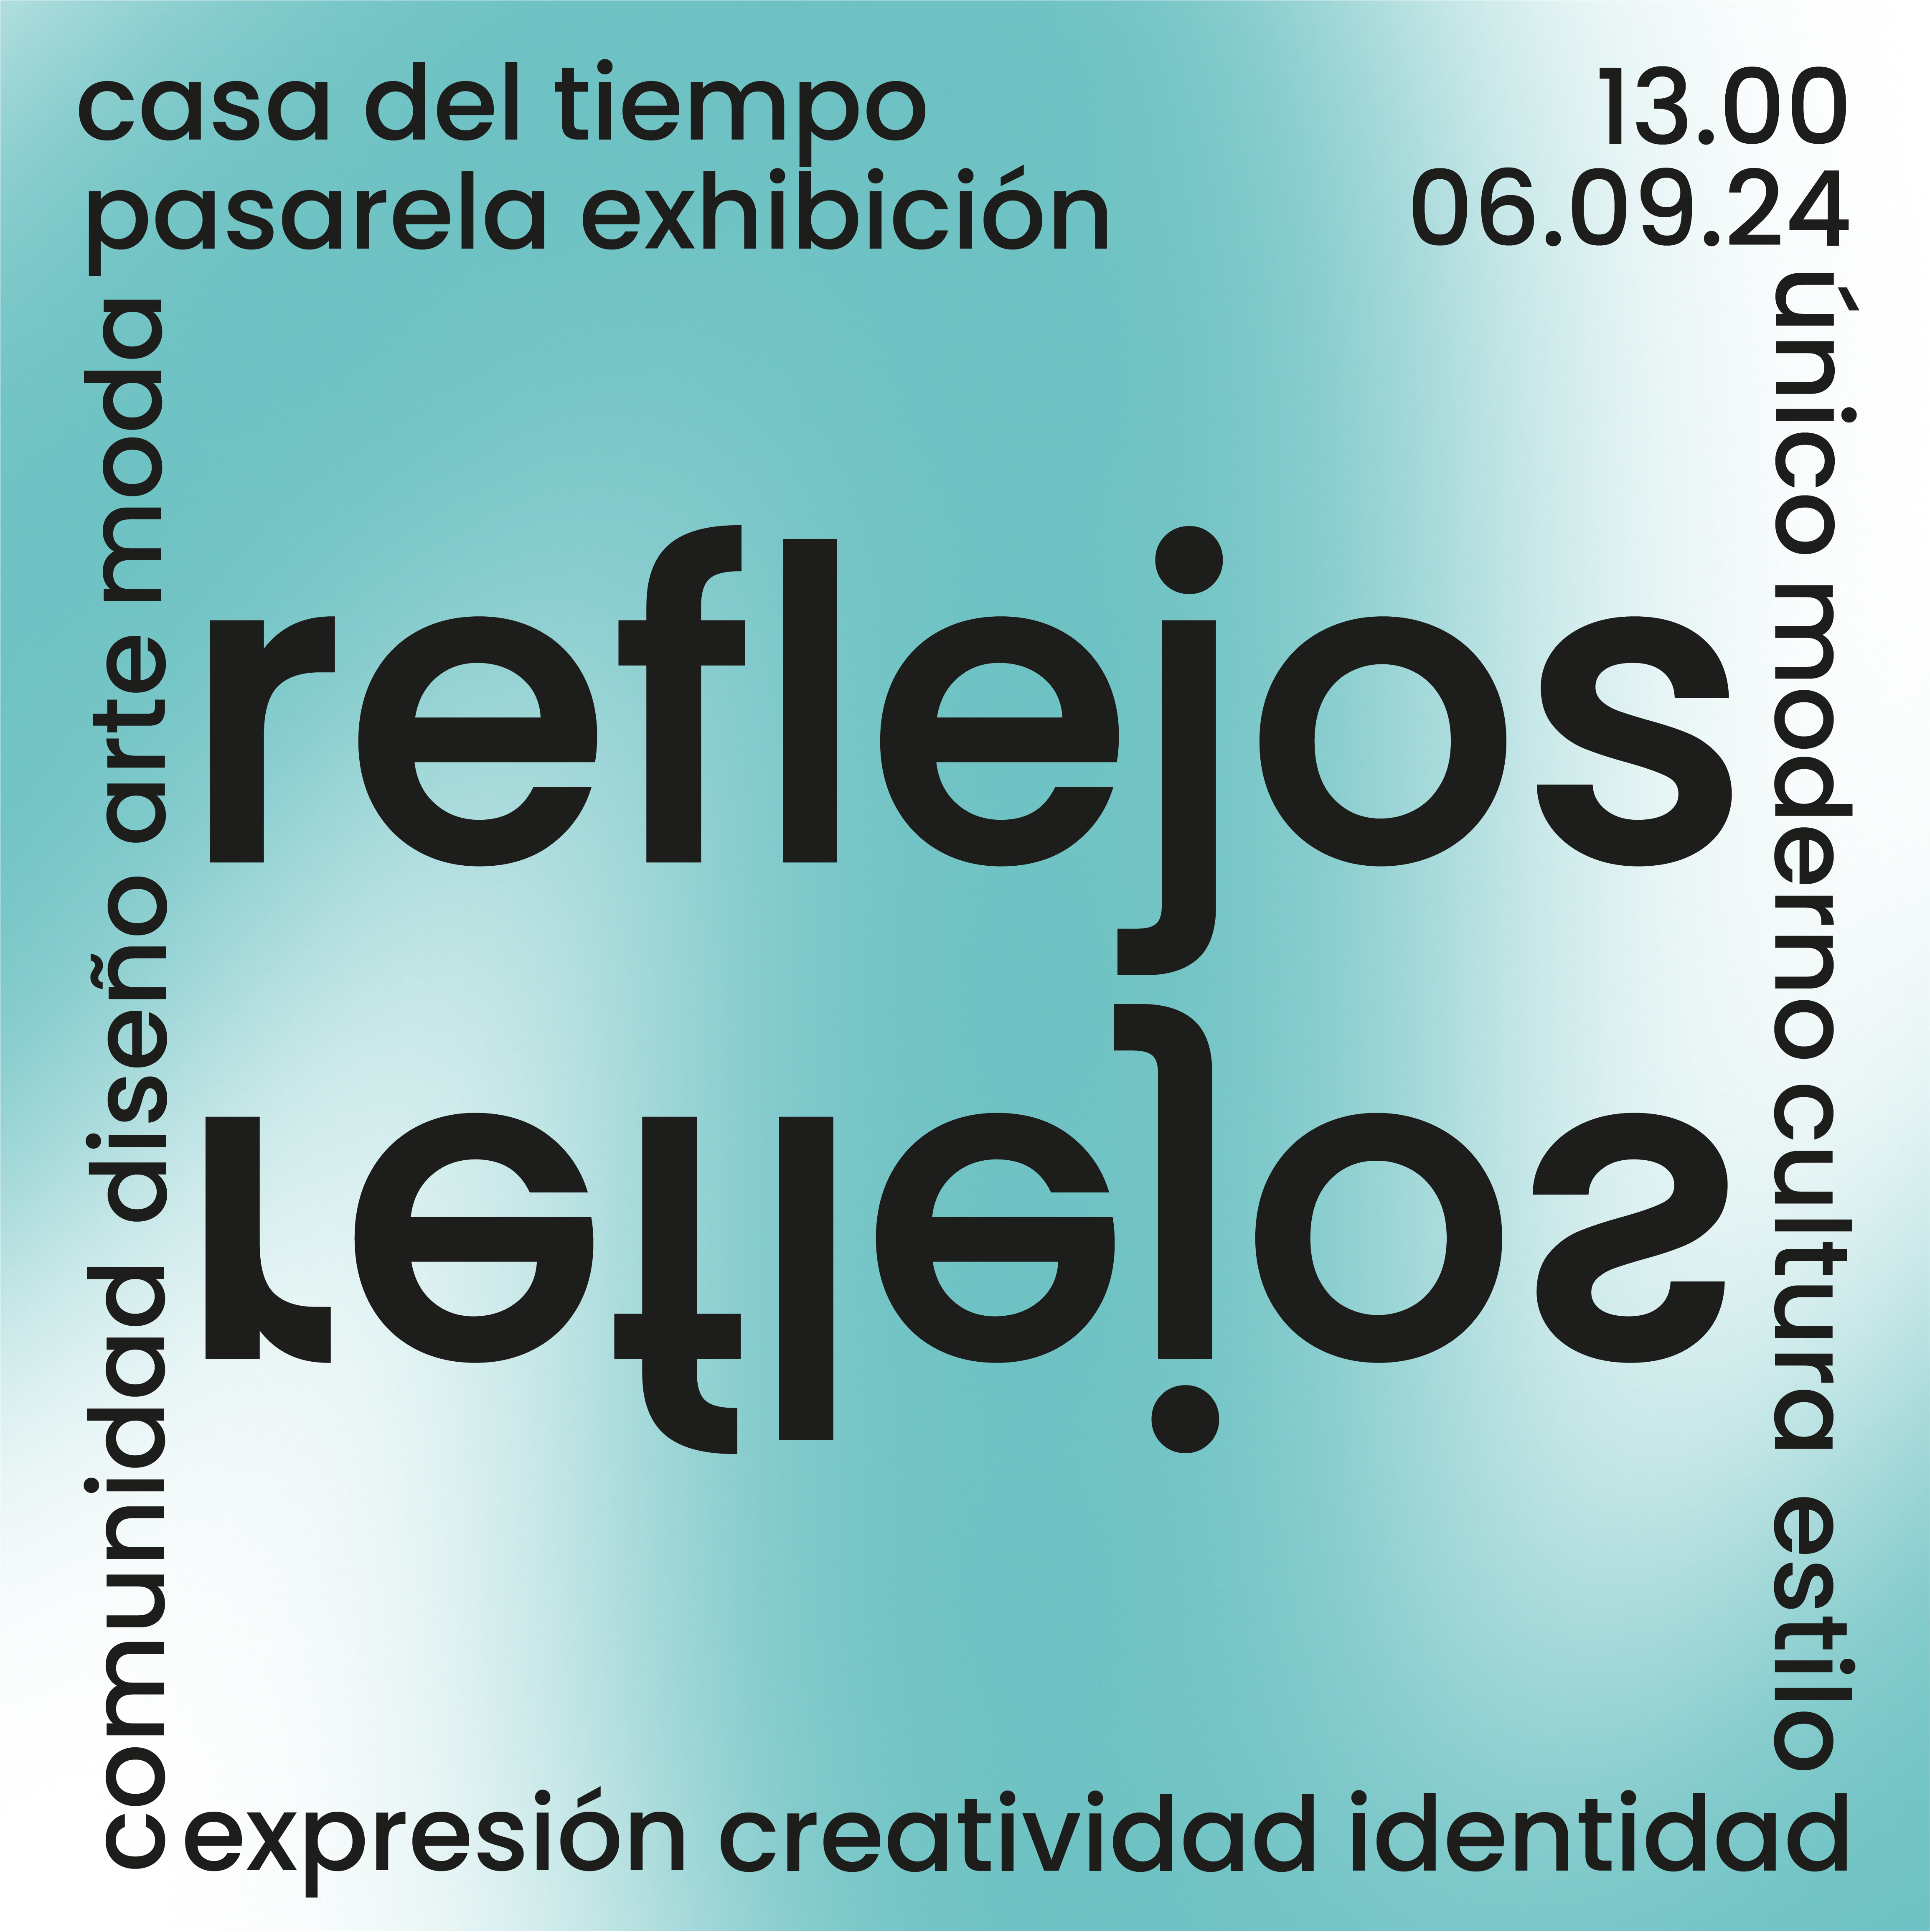 casa del tiempo
pasarela exhibición
13.00
06.09.24
comunidad diseño arte moda
reflejos
reflejos
único moderno cultura estilo
expresión creatividad identidad